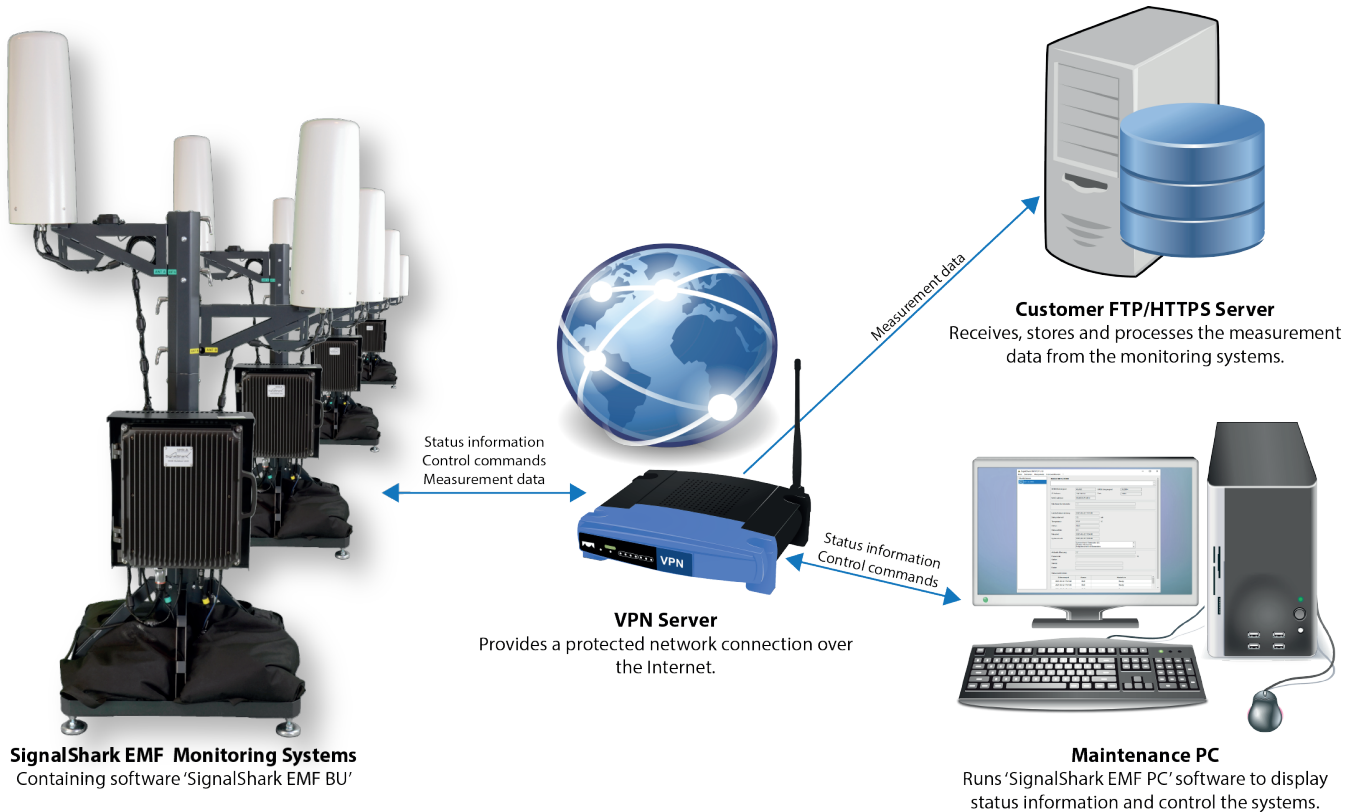 Measurement data
Customer FTP/HTTPS Server
Receives, stores and processes the measurement
data from the monitoring systems.
Status information
Control commands
Measurement data
VPN
Status information
Control commands
VPN Server
Provides a protected network connection over
the Internet.
SignalShark EMF  Monitoring Systems
Containing software ‘SignalShark EMF BU’
Maintenance PC
Runs ‘SignalShark EMF PC’ software to display
status information and control the systems.